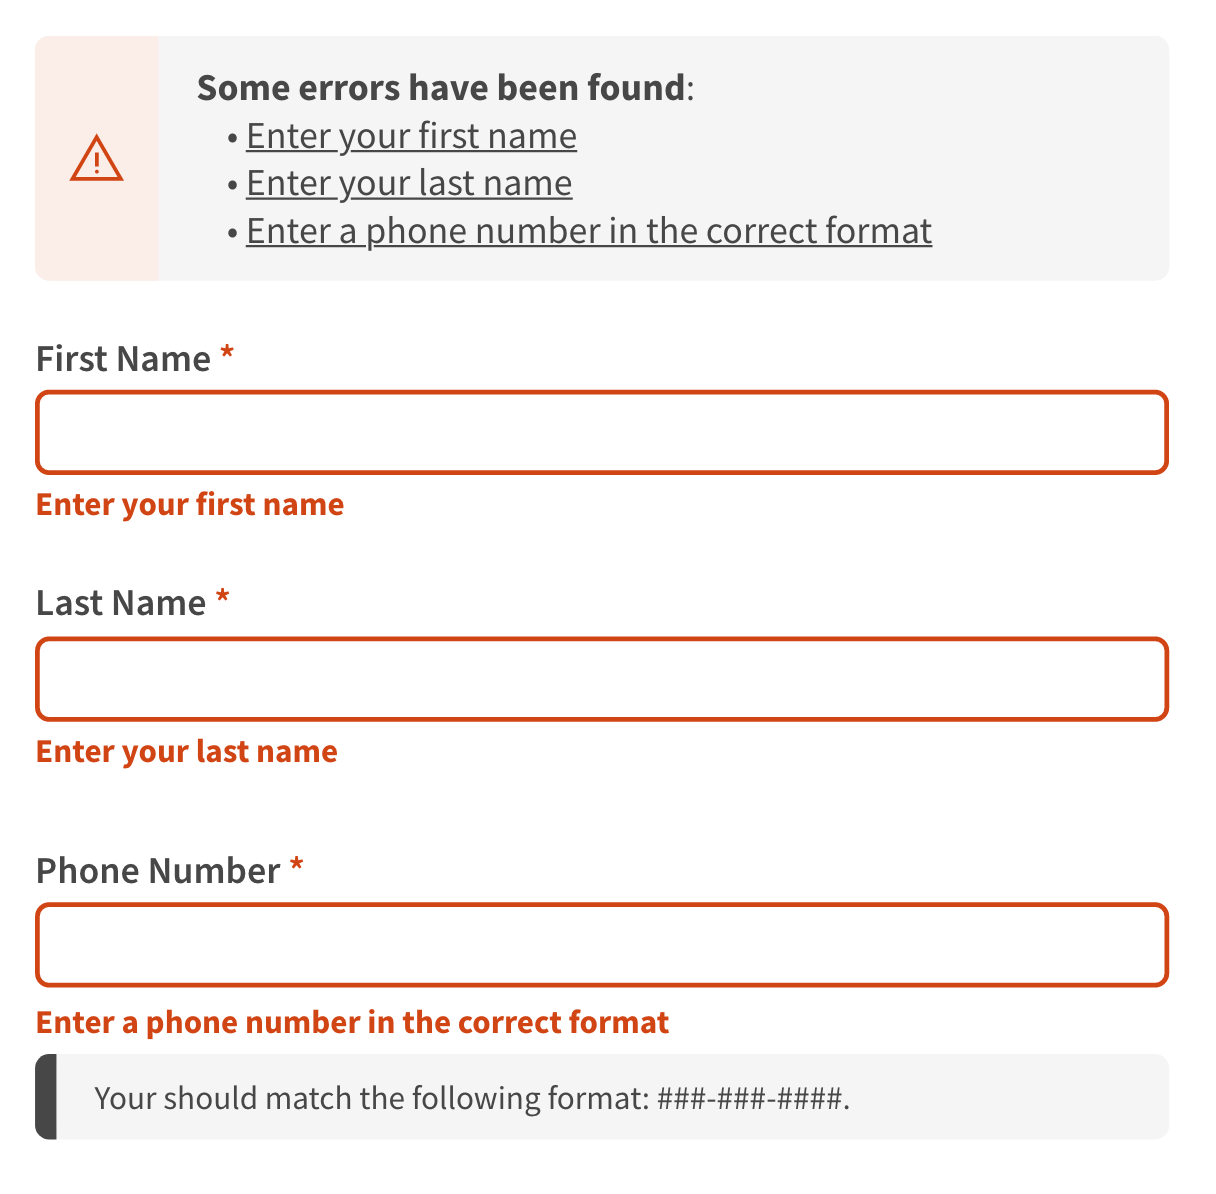 Some errors have been found:
• Enter your first name
• Enter your last name
• Enter a phone number in the correct format
First Name *
Enter your first name
Last Name *
Enter your last name
Phone Number *
Enter a phone number in the correct format
Your should match the following format: ###-###-####.